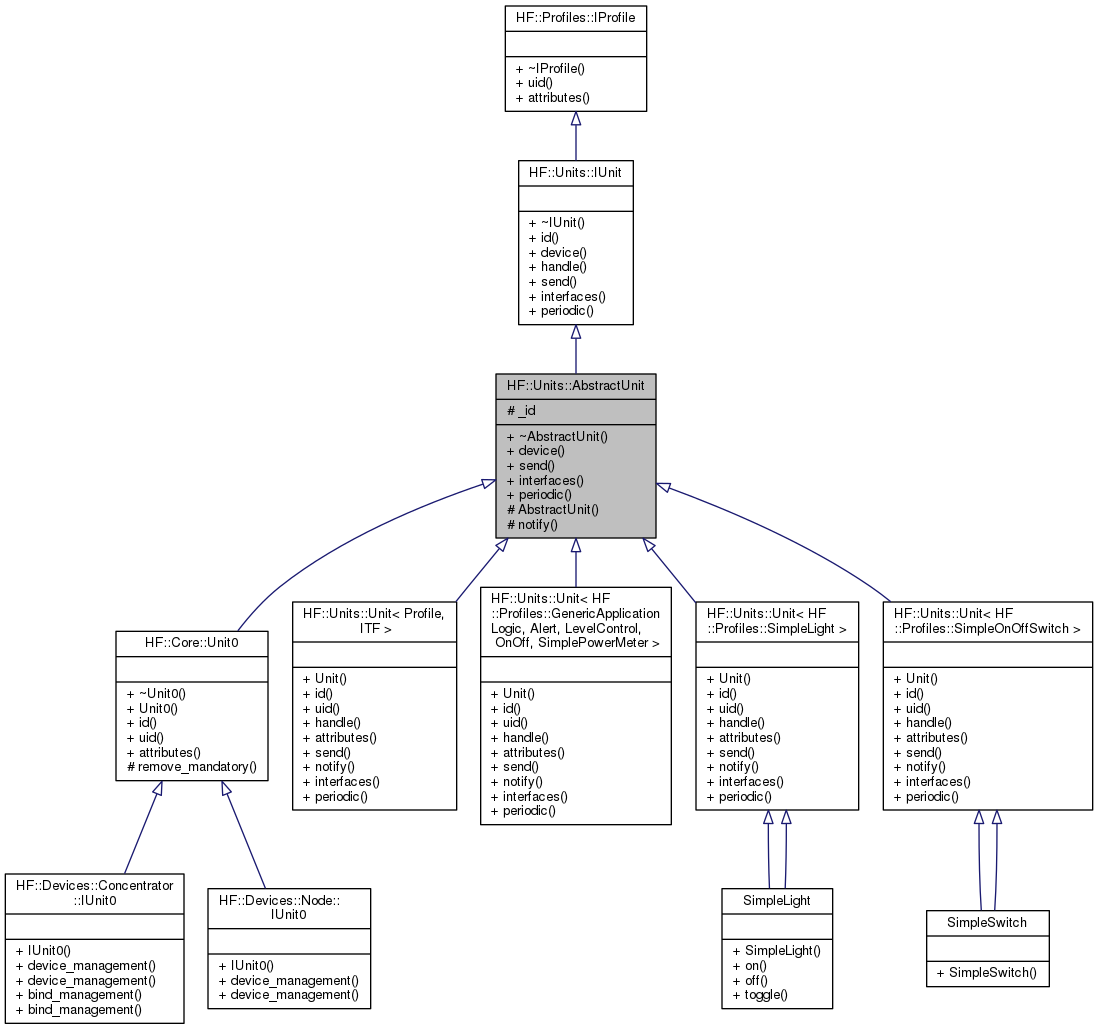 HF::Profiles::IProfile
+ ~IProfile()
+ uid()
+ attributes()
HF::Units::IUnit
+ ~IUnit()
+ id()
+ device()
+ handle()
+ send()
+ interfaces()
+ periodic()
HF::Units::AbstractUnit
# _id
+ ~AbstractUnit()
+ device()
+ send()
+ interfaces()
+ periodic()
# AbstractUnit()
# notify()
HF::Core::Unit0
+ ~Unit0()
+ Unit0()
+ id()
+ uid()
+ attributes()
# remove_mandatory()
HF::Units::Unit< Profile,
ITF >
+ Unit()
+ id()
+ uid()
+ handle()
+ attributes()
+ send()
+ notify()
+ interfaces()
+ periodic()
HF::Units::Unit< HF
::Profiles::GenericApplication
Logic, Alert, LevelControl,
OnOff, SimplePowerMeter >
+ Unit()
+ id()
+ uid()
+ handle()
+ attributes()
+ send()
+ notify()
+ interfaces()
+ periodic()
HF::Units::Unit< HF
::Profiles::SimpleLight >
+ Unit()
+ id()
+ uid()
+ handle()
+ attributes()
+ send()
+ notify()
+ interfaces()
+ periodic()
HF::Units::Unit< HF
::Profiles::SimpleOnOffSwitch >
+ Unit()
+ id()
+ uid()
+ handle()
+ attributes()
+ send()
+ notify()
+ interfaces()
+ periodic()
HF::Devices::Concentrator
::IUnit0
+ IUnit0()
+ device_management()
+ device_management()
+ bind_management()
+ bind_management()
HF::Devices::Node::
IUnit0
+ IUnit0()
+ device_management()
+ device_management()
SimpleLight
+ SimpleLight()
+ on()
+ off()
+ toggle()
SimpleSwitch
+ SimpleSwitch()